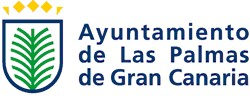 Ayuntamiento
de Las Palmas
de Gran Canaria